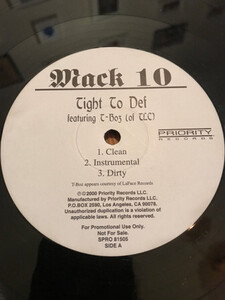 Mack 10
Tight To Def
featuring T-Boz (of TLC)
1. Clean
2. Instrumental
3. Dirty
PRIORITY
RECORDS
T-Boz appears courtesy of LaFace Records
Ⓟ©2000 Priority Records LLC.
Manufactured by Priority Records LLC.
P.O.BOX 2590, Los Angeles, CA 90078.
Unauthorized duplication is a violation
of applicable laws. All rights reserved.
For Promotional Use Only.
Not For Sale.
SPRO 81505
SIDE A